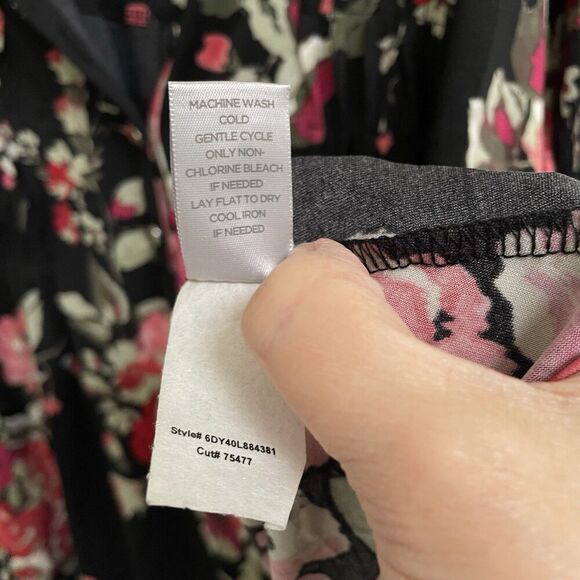 MACHINE WASH
COLD
GENTLE CYCLE
ONLY NON-
CHLORINE BLEACH
IF NEEDED
LAY FLAT TO DRY
COOL IRON
IF NEEDED
Style# 6DY40L884381
Cut# 75477